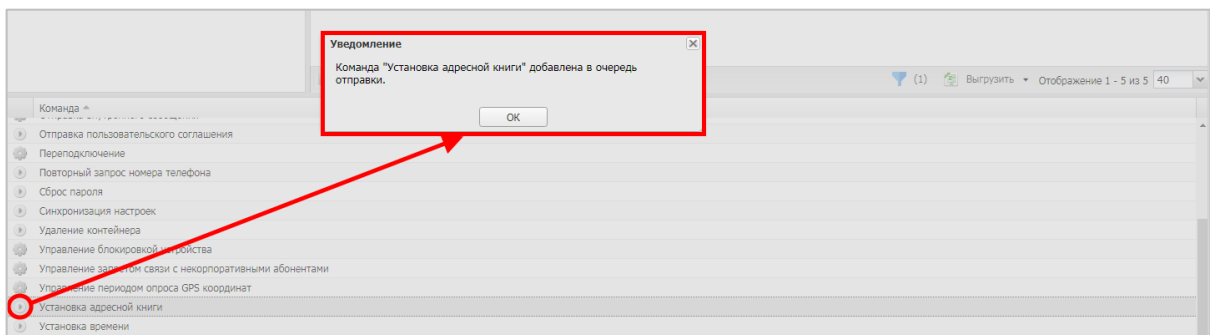 Уведомление
Команда "Установка адресной книги" добавлена в очередь
отправки.
OK
(1) Выгрузить Отображение 1 - 5 из 5 40
Команда
Отправка пользовательского соглашения
Переподключение
Повторный запрос номера телефона
Сброс пароля
Синхронизация настроек
Удаление контейнера
Управление блокировкой устройства
Управление запретом связи с некорпоративными абонентами
Управление периодом опроса GPS координат
Установка адресной книги
Установка времени